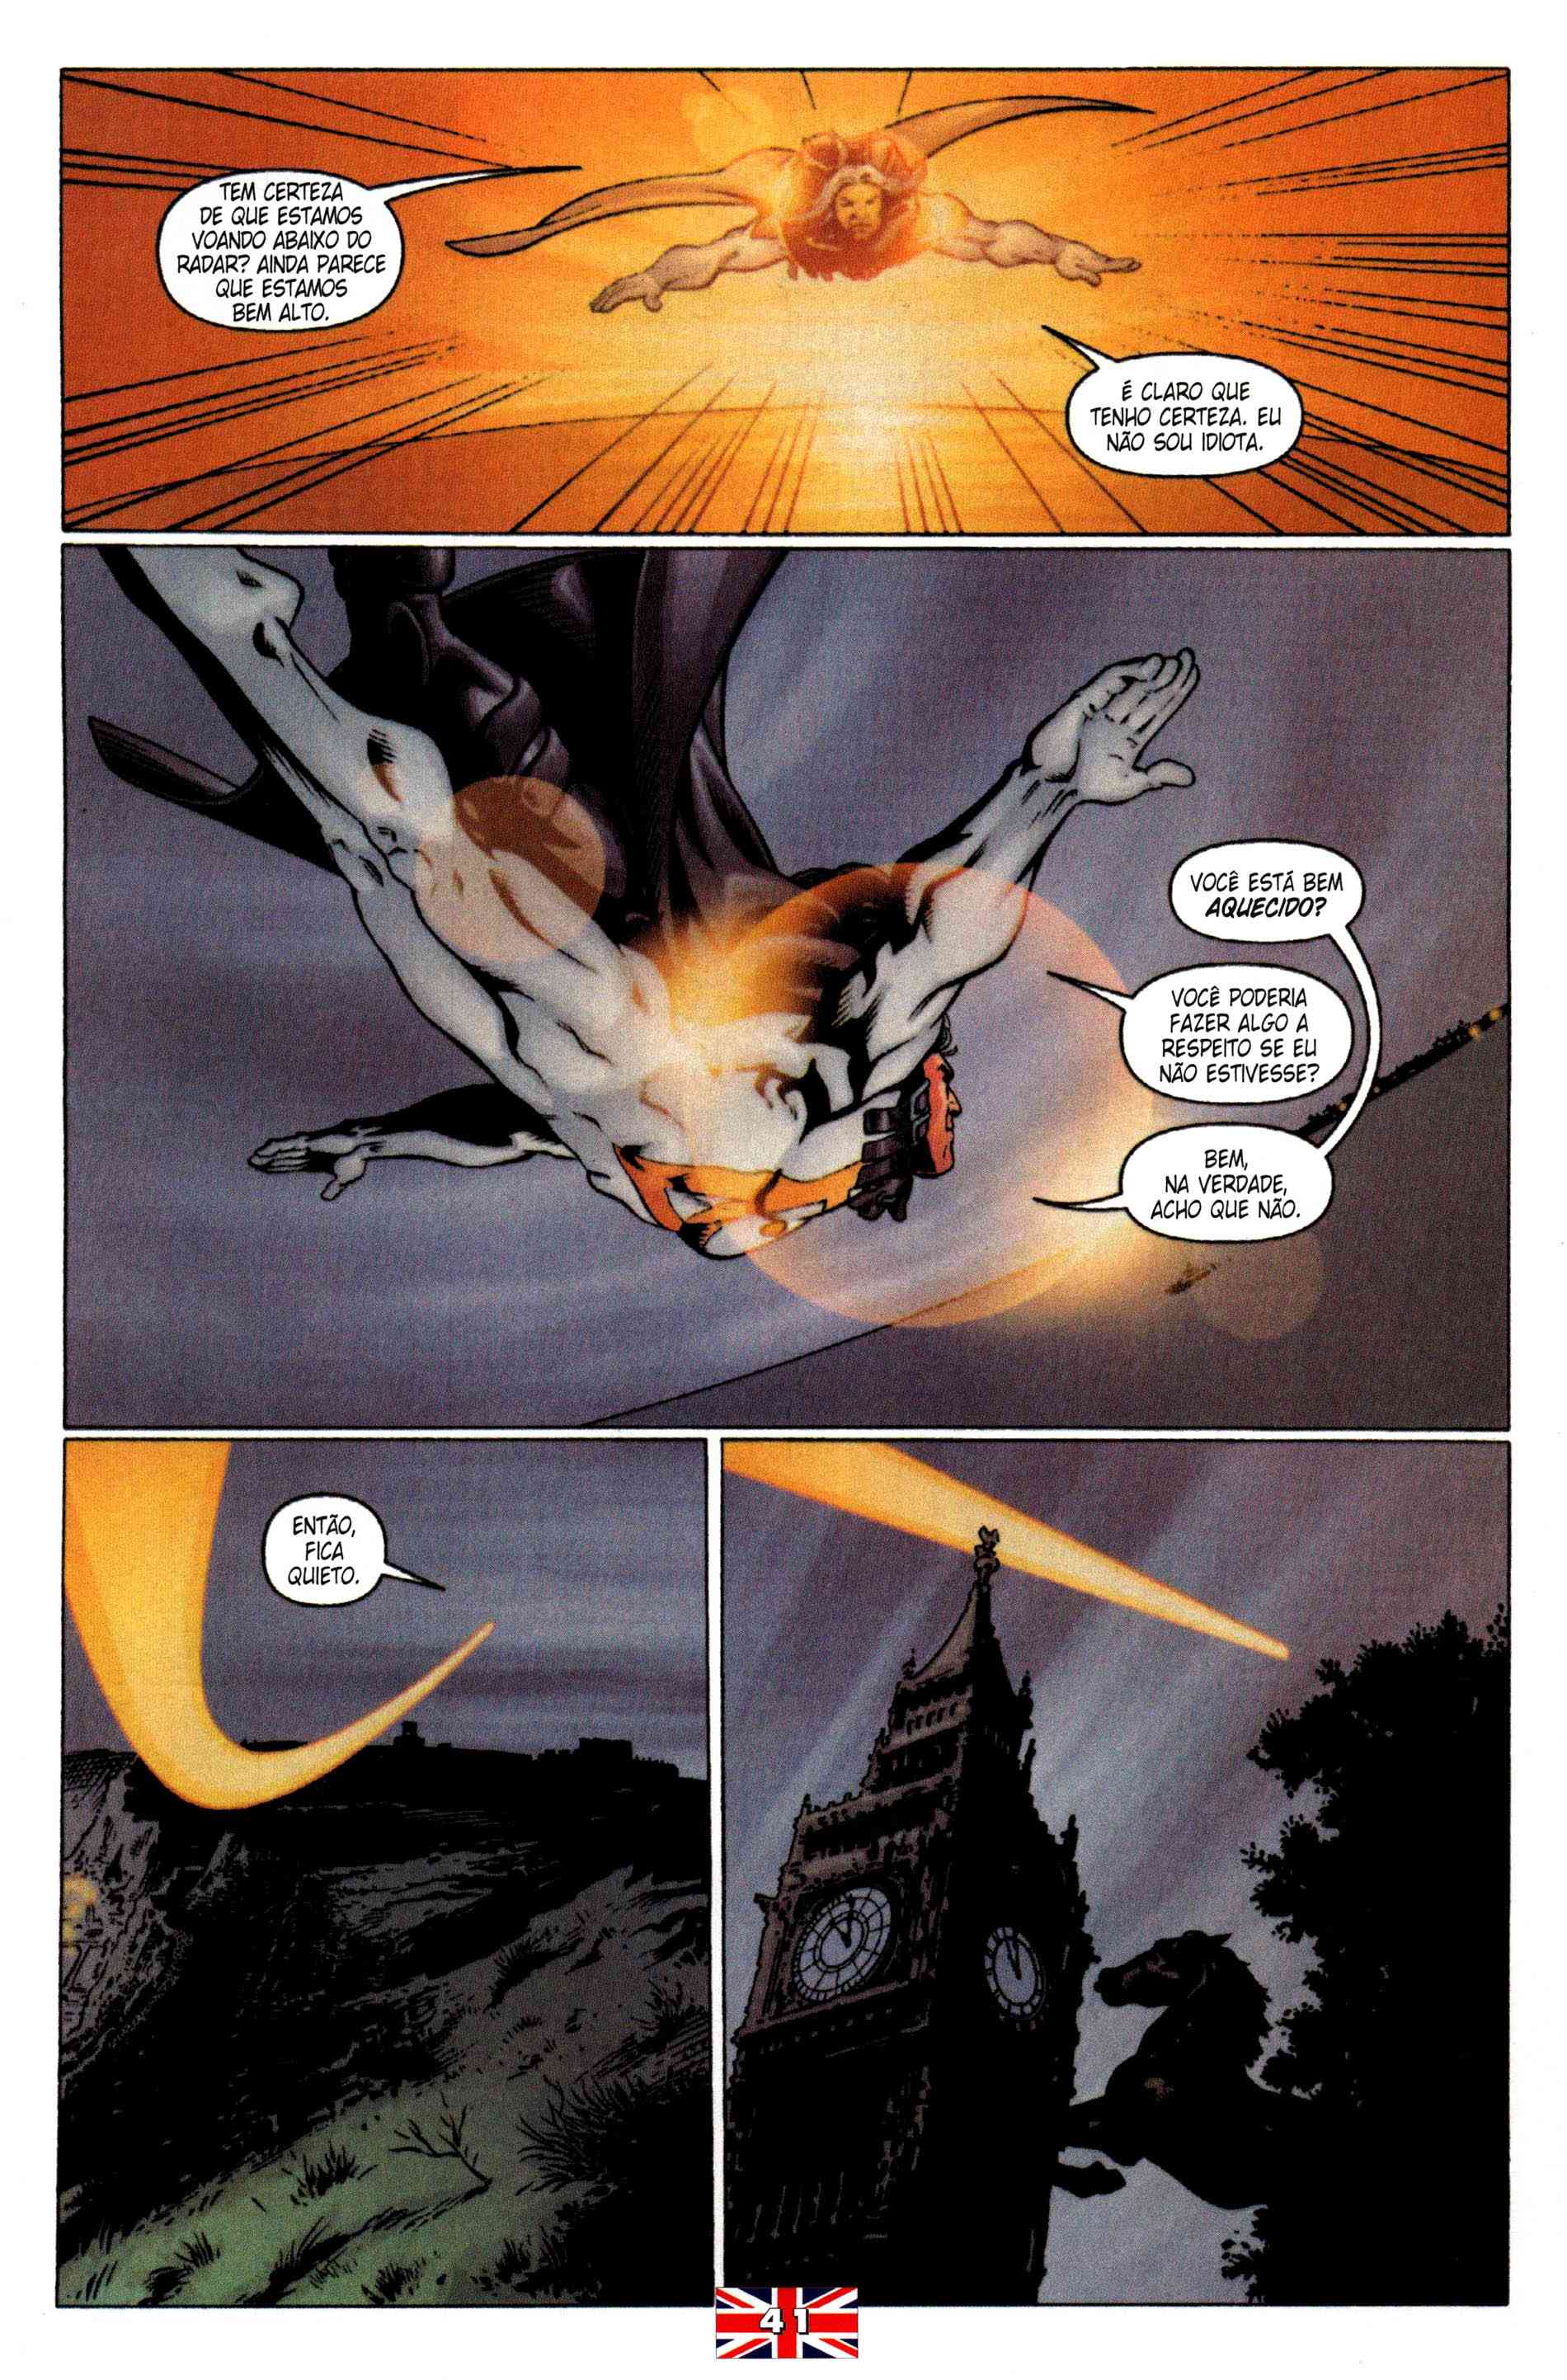 TEM CERTEZA
DE QUE ESTAMOS
VOANDO ABAIXO DO
RADAR? AINDA PARECE
QUE ESTAMOS
BEM ALTO.
É CLARO QUE
TENHO CERTEZA. EU
NÃO SOU IDIOTA.
VOCÊ ESTÁ BEM
AQUECIDO?
VOCÊ PODERIA
FAZER ALGO A
RESPEITO SE EU
NÃO ESTIVESSE?
BEM,
NA VERDADE,
ACHO QUE NÃO.
ENTÃO,
FICA
QUIETO.
41